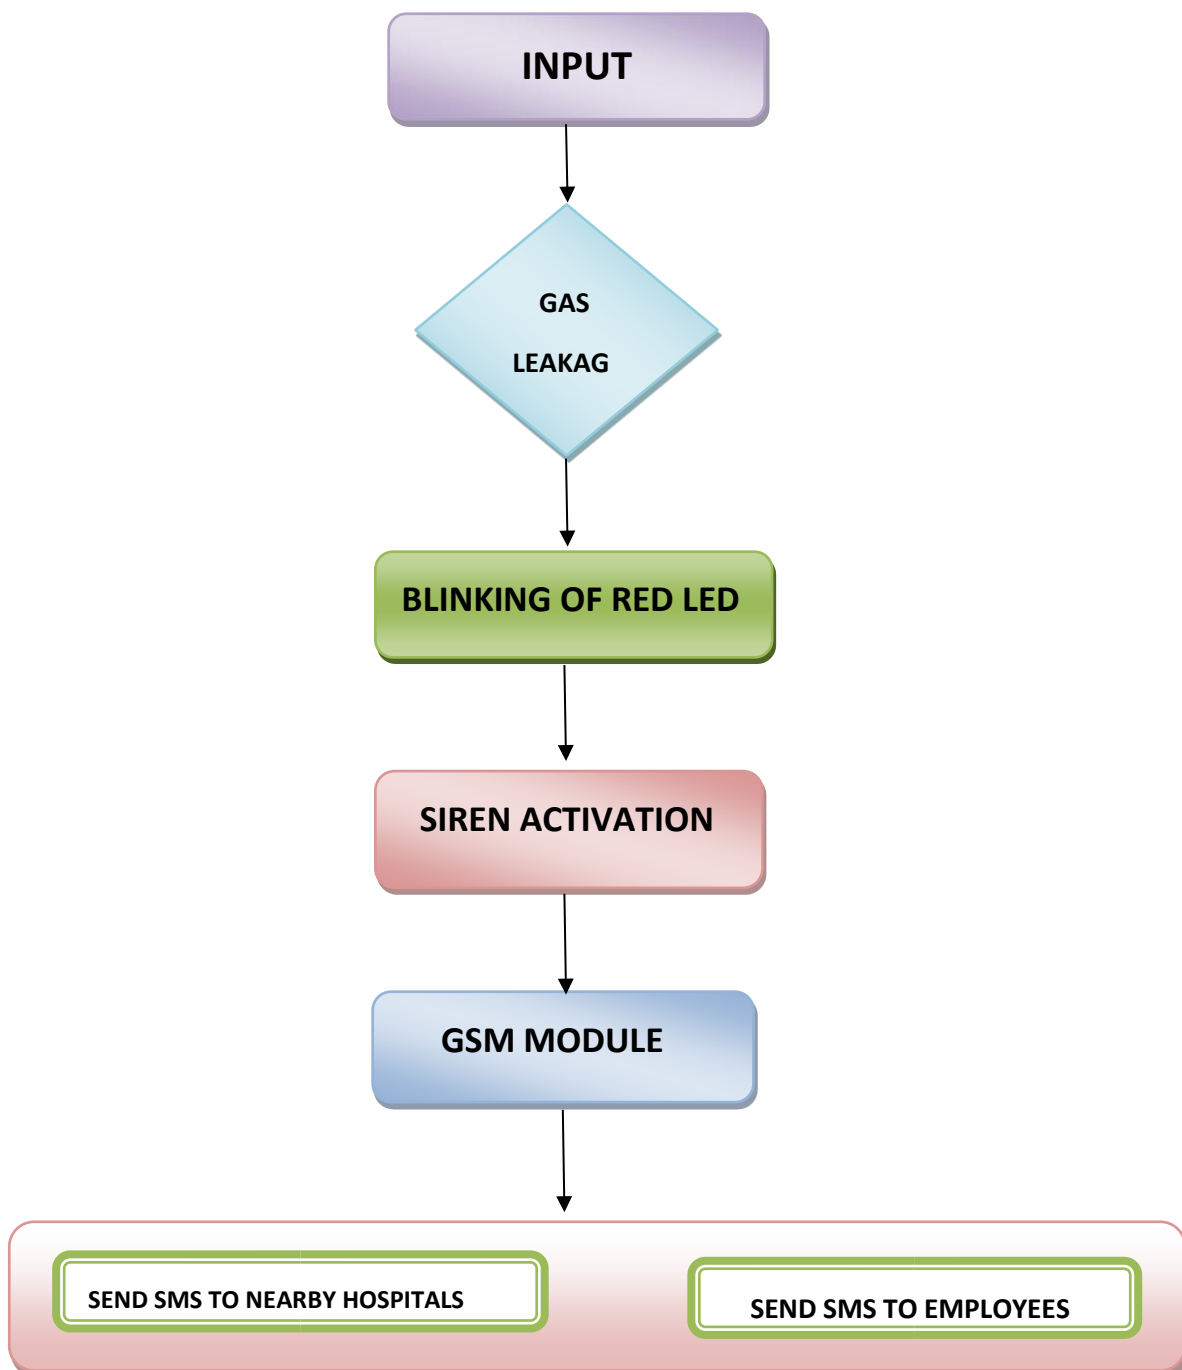 INPUT
GAS
LEAKAG
BLINKING OF RED LED
SIREN ACTIVATION
GSM MODULE
SEND SMS TO NEARBY HOSPITALS
SEND SMS TO EMPLOYEES